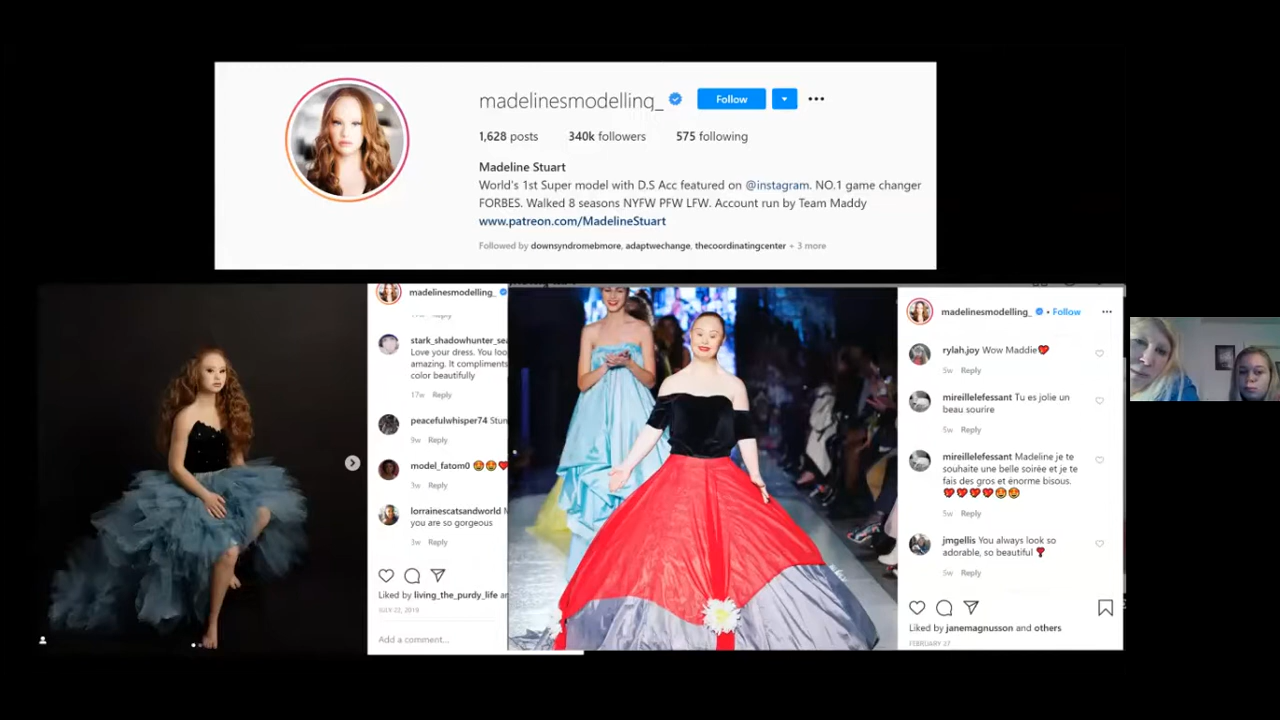 madelinesmodelling_
Follow
1,628 posts 340k followers 575 following
Madeline Stuart
World's 1st Super model with D.S Acc featured on @instagram. NO.1 game changer
FORBES. Walked 8 seasons NYFW PFW LFW. Account run by Team Maddy
www.patreon.com/MadelineStuart
Followed by downsyndromebmore, adaptwechange, thecoordinatingcenter + 3 more
madelinesmodelling_
Reply
stark_shadowhunter_se
Love your dress. You loo
amazing. It compliments
color beautifully
17w Reply
peacefulwhisper74 Stun
9w Reply
model_fatom0 🥰🥰❤
3w Reply
lorrainescatsandworld M
you are so gorgeous
3w Reply
Liked by living_the_purdy_life a
JULY 22, 2019
Add a comment...
madelinesmodelling_ • Follow
rylah.joy Wow Maddie❤
5w Reply
mireillelefessant Tu es jolie un
beau sourire
5w Reply
mireillelefessant Madeline je te
souhaite une belle soirée et je te
fais des gros et énorme bisous.
❤❤❤❤🥰🥰
5w Reply
jmgellis You always look so
adorable, so beautiful ❣
5w Reply
Liked by janemagnusson and others
FEBRUARY 27